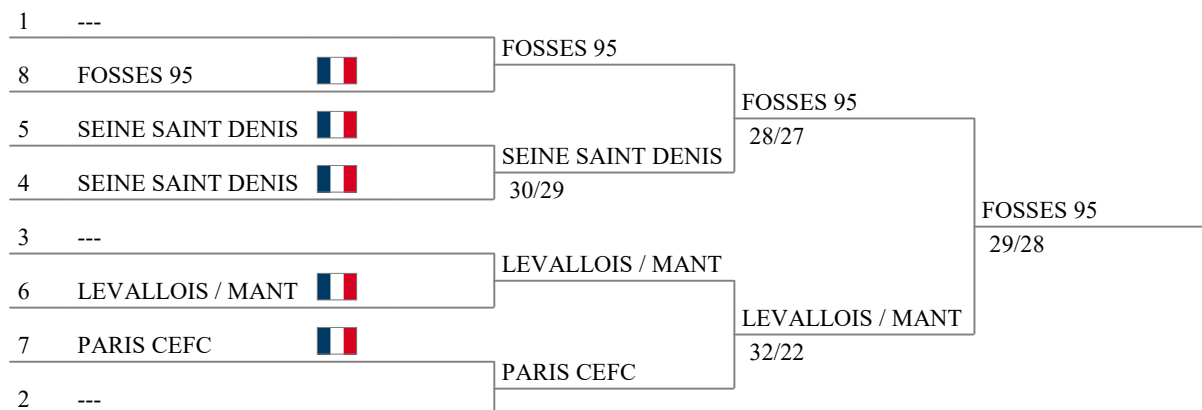 1 ---
FOSSES 95
8 FOSSES 95
FOSSES 95
28/27
5 SEINE SAINT DENIS
SEINE SAINT DENIS
30/29
4 SEINE SAINT DENIS
FOSSES 95
29/28
3 ---
LEVALLOIS / MANT
6 LEVALLOIS / MANT
LEVALLOIS / MANT
32/22
7 PARIS CEFC
PARIS CEFC
2 ---